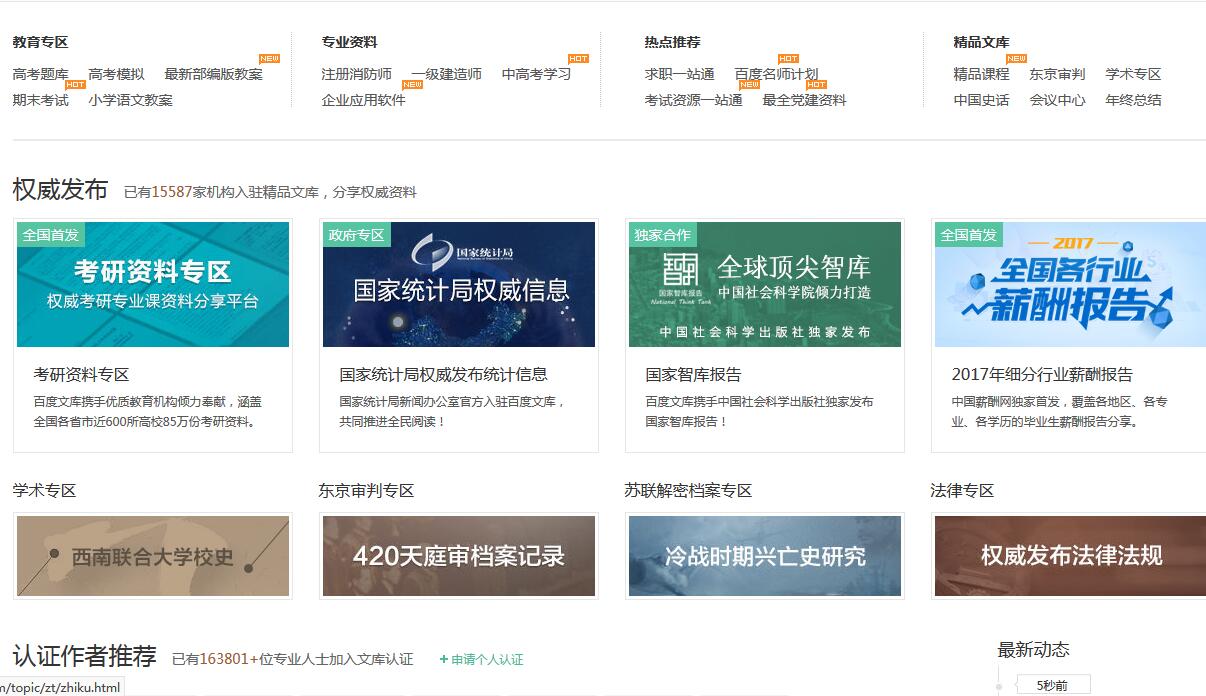 教育专区
高考题库 高考模拟 最新部编版教案 NEW
期末考试 HOT 小学语文教案
专业资料
注册消防师 一级建造师 中高考学习 HOT
企业应用软件 NEW
热点推荐
求职一站通 百度名师计划 HOT
考试资源一站通 NEW 最全党建资料 HOT
精品文库
精品课程 NEW 东京审判 学术专区
中国史话 会议中心 年终总结
权威发布 已有15587家机构入驻精品文库，分享权威资料
全国首发
考研资料专区
权威考研专业课资料分享平台
考研资料专区
百度文库携手优质教育机构倾力奉献，涵盖
全国各省市近600所高校85万份考研资料。
政府专区
国家统计局
国家统计局权威信息
国家统计局权威发布统计信息
国家统计局新闻办公室官方入驻百度文库，
共同推进全民阅读！
独家合作
国家智库报告
National Think Tank
全球顶尖智库
中国社会科学院倾力打造
中国社会科学出版社独家发布
国家智库报告
百度文库携手中国社会科学出版社独家发布
国家智库报告！
全国首发
2017
全国各行业
薪酬报告
2017年细分行业薪酬报告
中国薪酬网独家首发，覆盖各地区、各专
业、各学历的毕业生薪酬报告分享。
学术专区
西南联合大学校史
东京审判专区
420天庭审档案记录
苏联解密档案专区
冷战时期兴亡史研究
法律专区
权威发布法律法规
认证作者推荐 已有163801+位专业人士加入文库认证 +申请个人认证
最新动态
5秒前
m/topic/zt/zhiku.html